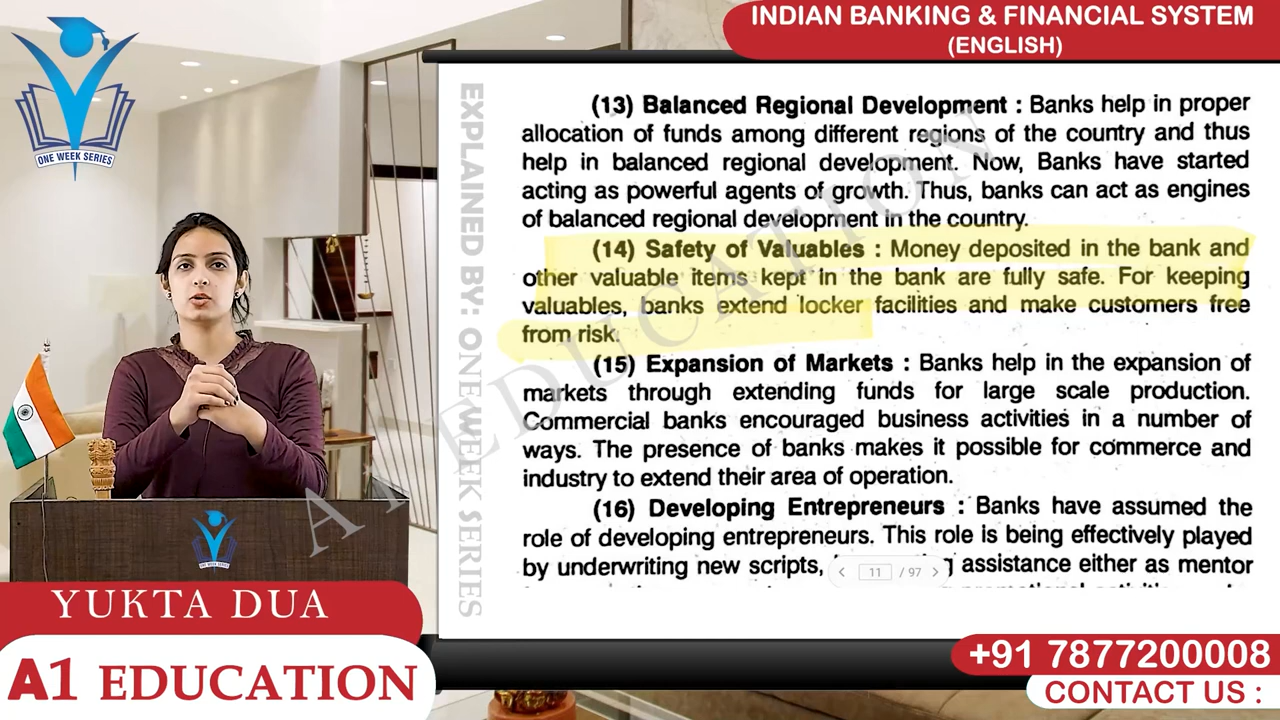 INDIAN BANKING & FINANCIAL SYSTEM
(ENGLISH)
ONE WEEK SERIES
EXPLAINED BY: ONE WEEK SERIES
A1 EDUCATION
(13) Balanced Regional Development : Banks help in proper
allocation of funds among different regions of the country and thus
help in balanced regional development. Now, Banks have started
acting as powerful agents of growth. Thus, banks can act as engines
of balanced regional development in the country.
(14) Safety of Valuables : Money deposited in the bank and
other valuable items kept in the bank are fully safe. For keeping
valuables, banks extend locker facilities and make customers free
from risk.
(15) Expansion of Markets : Banks help in the expansion of
markets through extending funds for large scale production.
Commercial banks encouraged business activities in a number of
ways. The presence of banks makes it possible for commerce and
industry to extend their area of operation.
(16) Developing Entrepreneurs : Banks have assumed the
role of developing entrepreneurs. This role is being effectively played
by underwriting new scripts, assistance either as mentor
11 / 97
ONE WEEK SERIES
YUKTA DUA
A1 EDUCATION
+91 7877200008
CONTACT US :